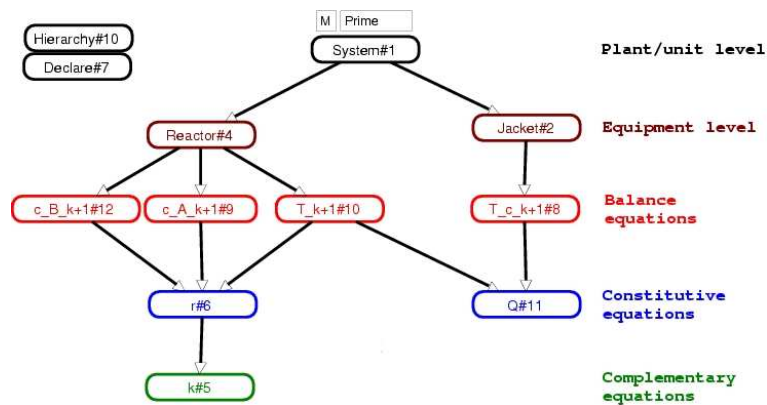 M Prime
Hierarchy#10
System#1
Plant/unit level
Declare#7
Reactor#4
Jacket#2
Equipment level
c_B_k+1#12
c_A_k+1#9
T_k+1#10
T_c_k+1#8
Balance
equations
r#6
Q#11
Constitutive
equations
k#5
Complementary
equations